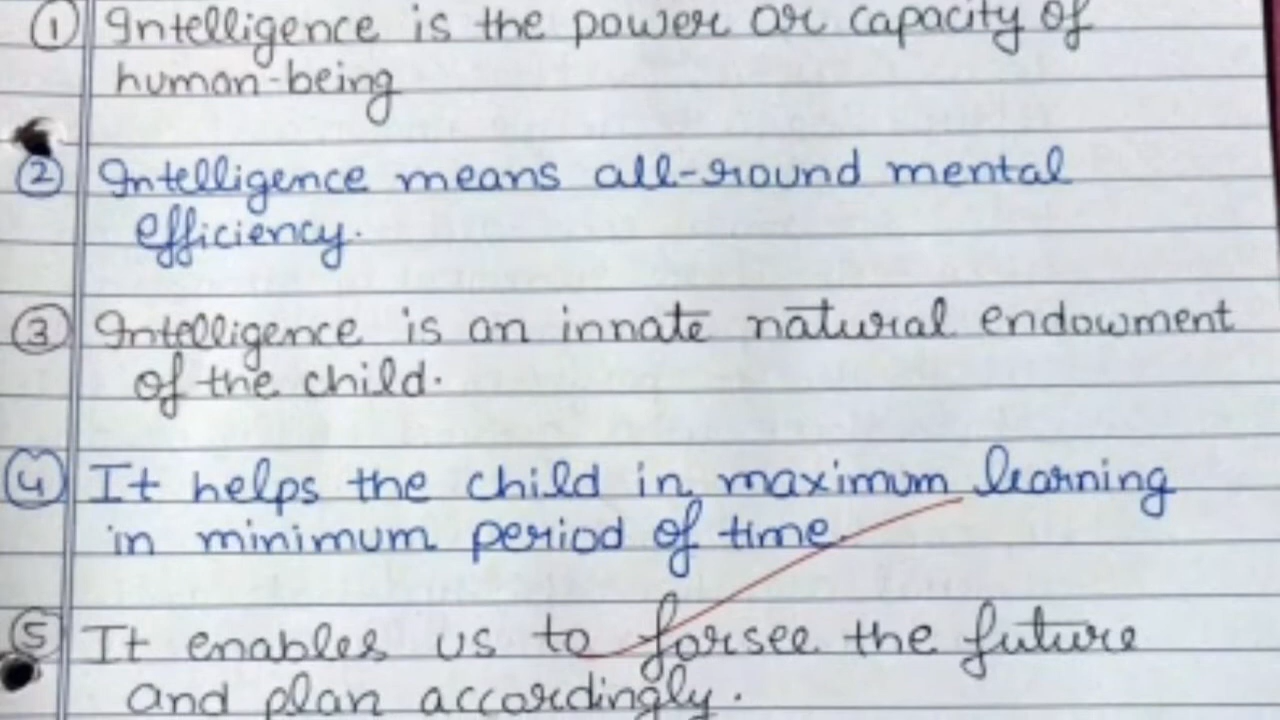 ① Intelligence is the power or capacity of
human-being
② Intelligence means all-round mental
efficiency.
③ Intelligence is an innate natural endowment
of the child.
④ It helps the child in maximum learning
in minimum period of time.
⑤ It enables us to forsee the future
and plan accordingly.